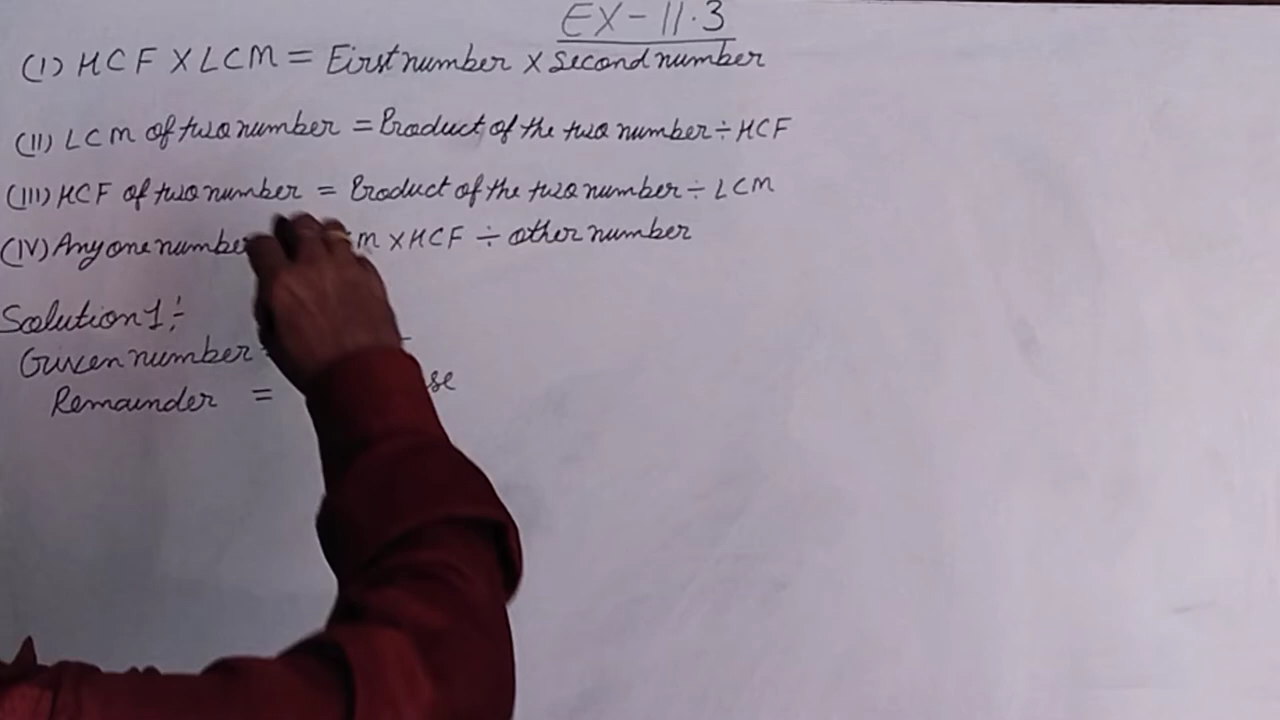 EX-11.3
(I) HCF X LCM = First number X Second number
(II) LCM of two number = Product of the two number ÷ HCF
(III) HCF of two number = Product of the two number ÷ LCM
(IV) Any one number m X HCF ÷ other number
Solution 1 ÷
Given number
Remainder = se